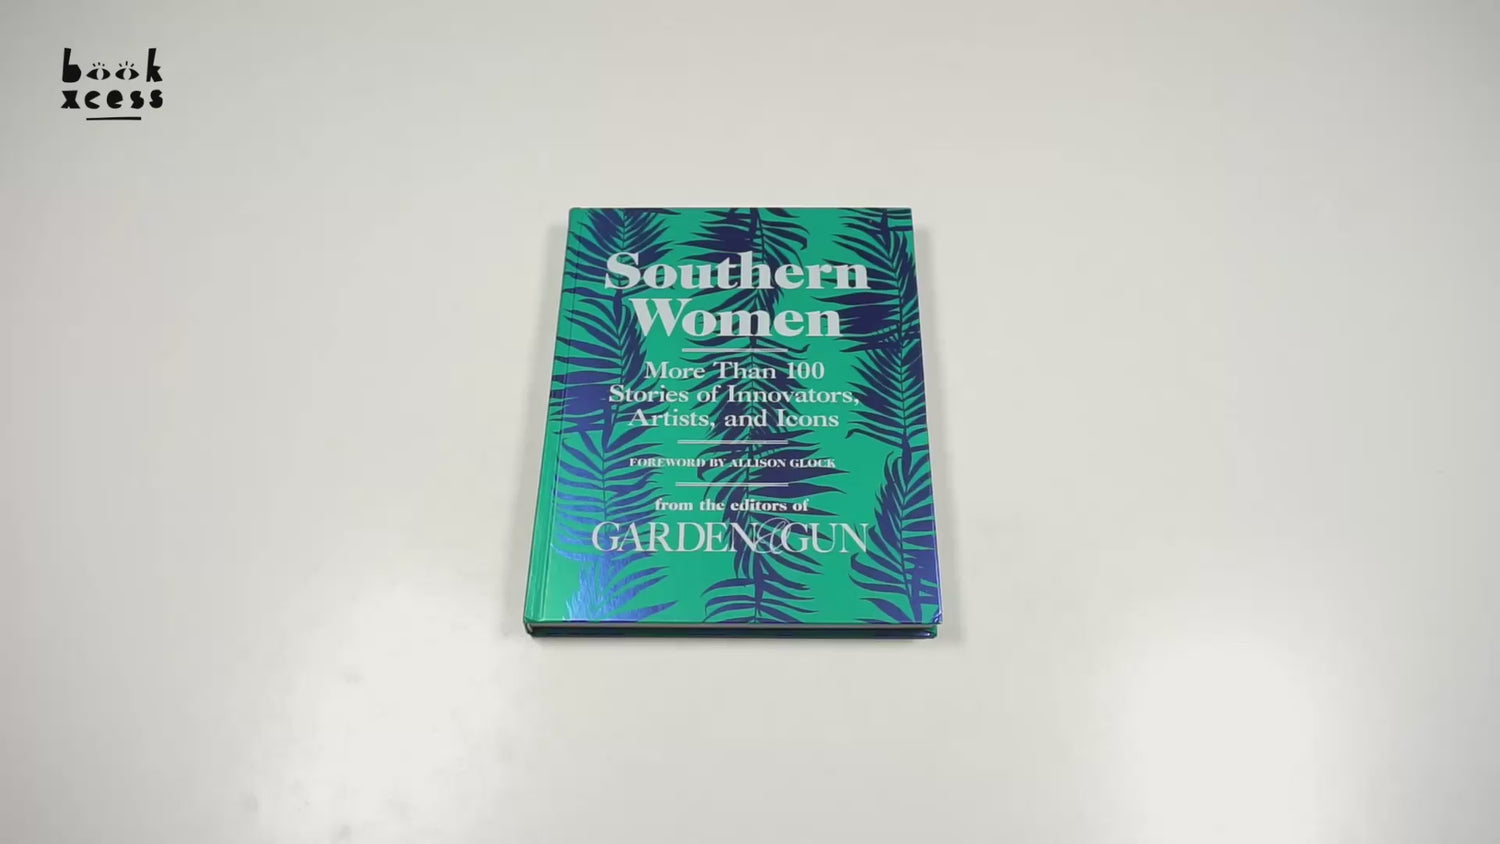 book
xcess
Southern
Women
More Than 100
Stories of Innovators,
Artists, and Icons
FOREWORD BY ALLISON GLOCK
from the editors of
GARDEN & GUN